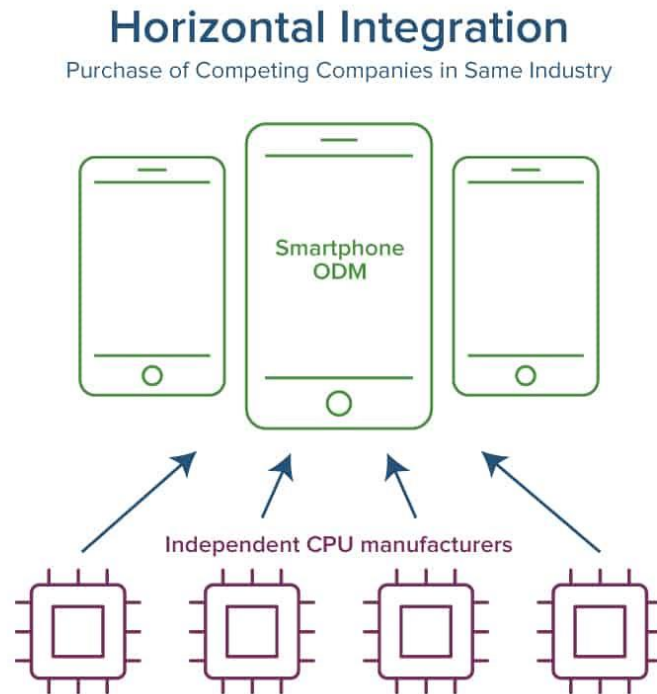 Horizontal Integration
Purchase of Competing Companies in Same Industry
Smartphone
ODM
Independent CPU manufacturers